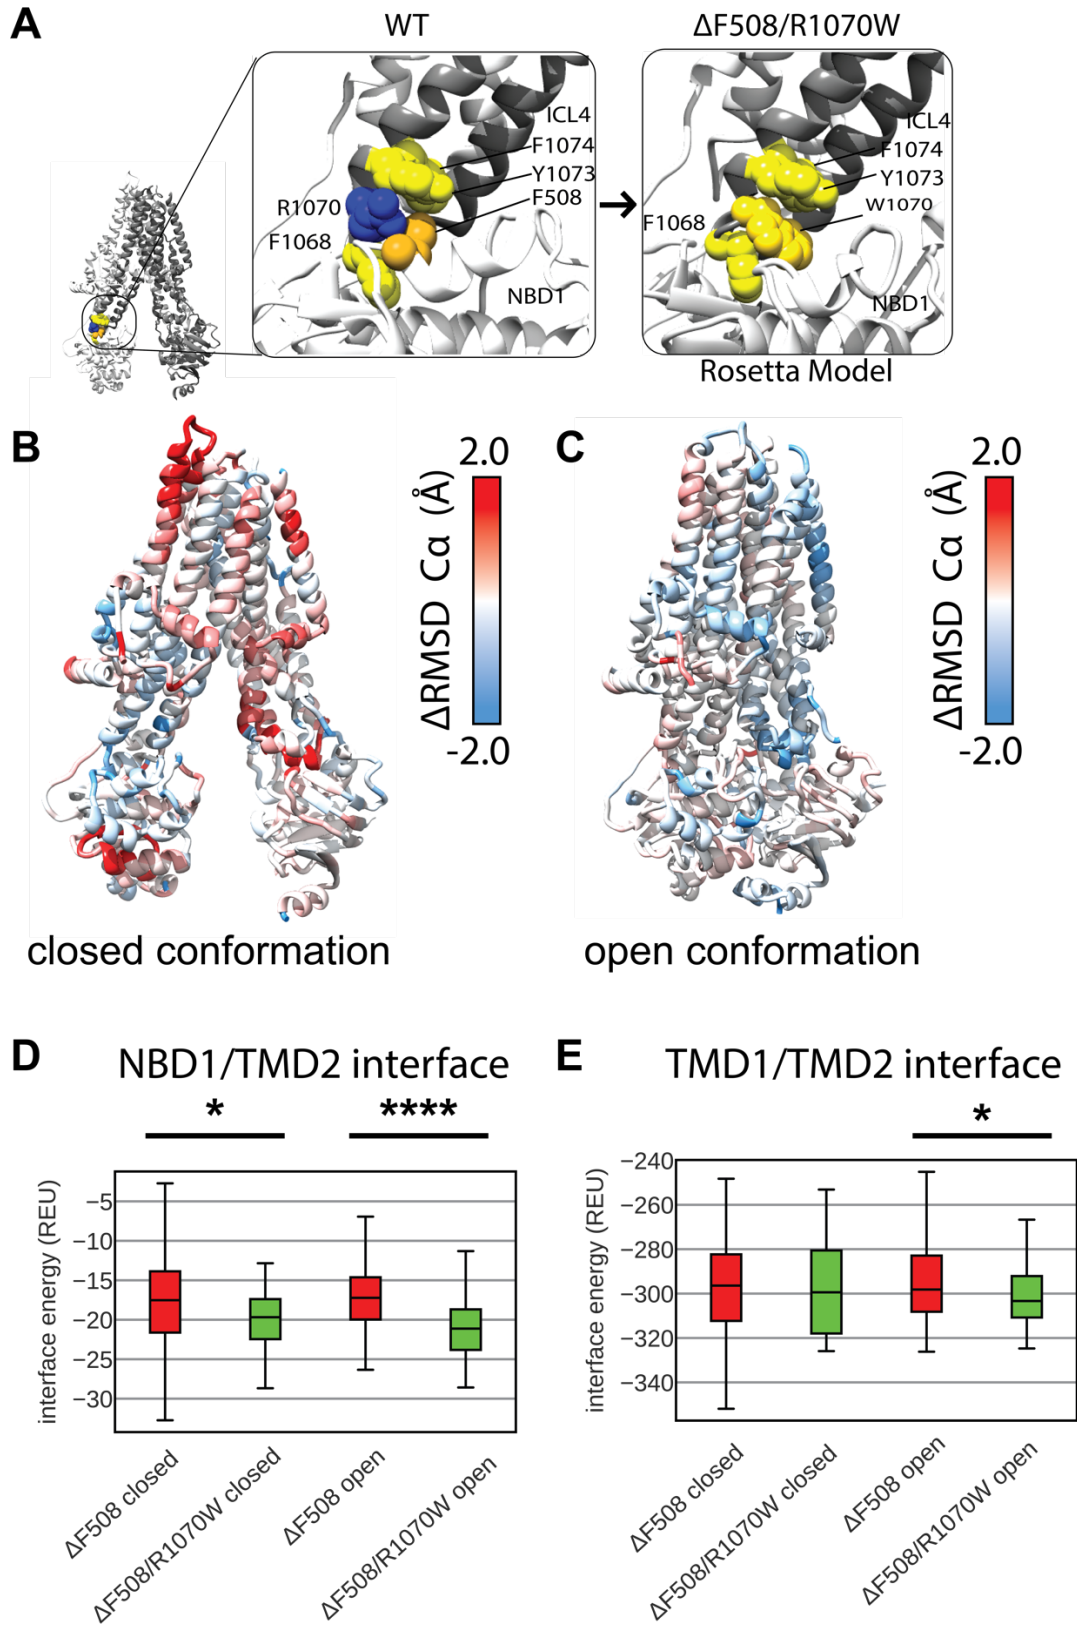 A
WT
ΔF508/R1070W
ICL4
F1074
Y1073
F508
R1070
F1068
NBD1
ICL4
F1074
Y1073
W1070
F1068
NBD1
Rosetta Model
B
2.0
ΔRMSD Cα (Å)
-2.0
closed conformation
C
2.0
ΔRMSD Cα (Å)
-2.0
open conformation
D
NBD1/TMD2 interface
*
****
interface energy (REU)
−5
−10
−15
−20
−25
−30
ΔF508 closed
ΔF508/R1070W closed
ΔF508 open
ΔF508/R1070W open
E
TMD1/TMD2 interface
*
interface energy (REU)
−240
−260
−280
−300
−320
−340
ΔF508 closed
ΔF508/R1070W closed
ΔF508 open
ΔF508/R1070W open